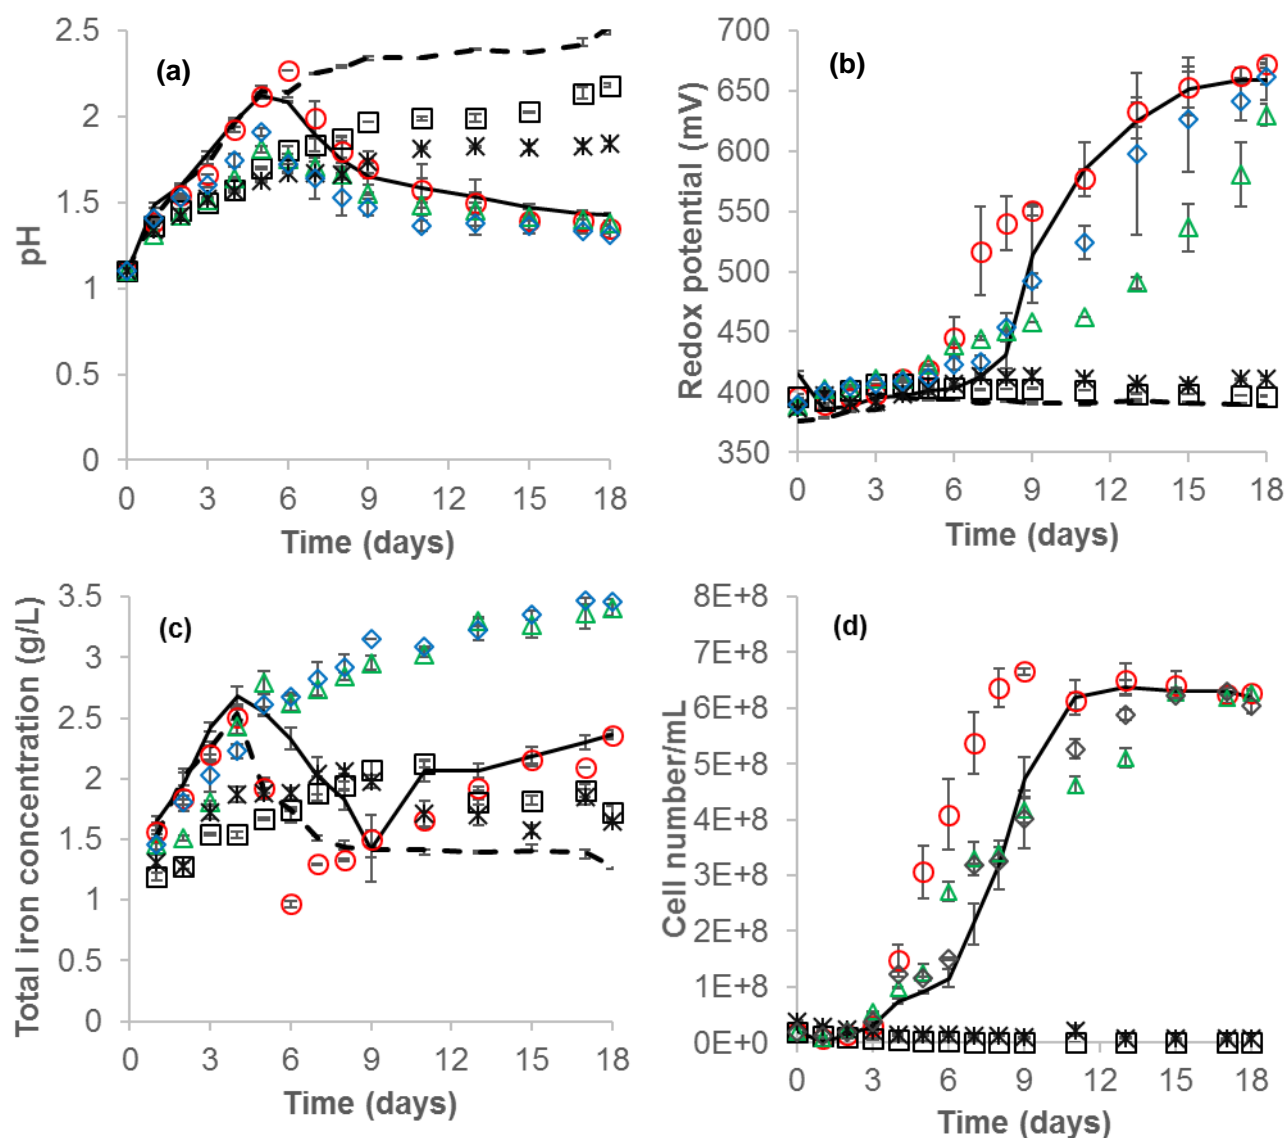 (a)
2.5
2
1.5
1
0.5
0
pH
0 3 6 9 12 15 18
Time (days)
(b)
700
650
600
550
500
450
400
350
Redox potential (mV)
0 3 6 9 12 15 18
Time (days)
(c)
3.5
3
2.5
2
1.5
1
0.5
0
Total iron concentration (g/L)
0 3 6 9 12 15 18
Time (days)
(d)
8E+8
7E+8
6E+8
5E+8
4E+8
3E+8
2E+8
1E+8
0E+0
Cell number/mL
0 3 6 9 12 15 18
Time (days)